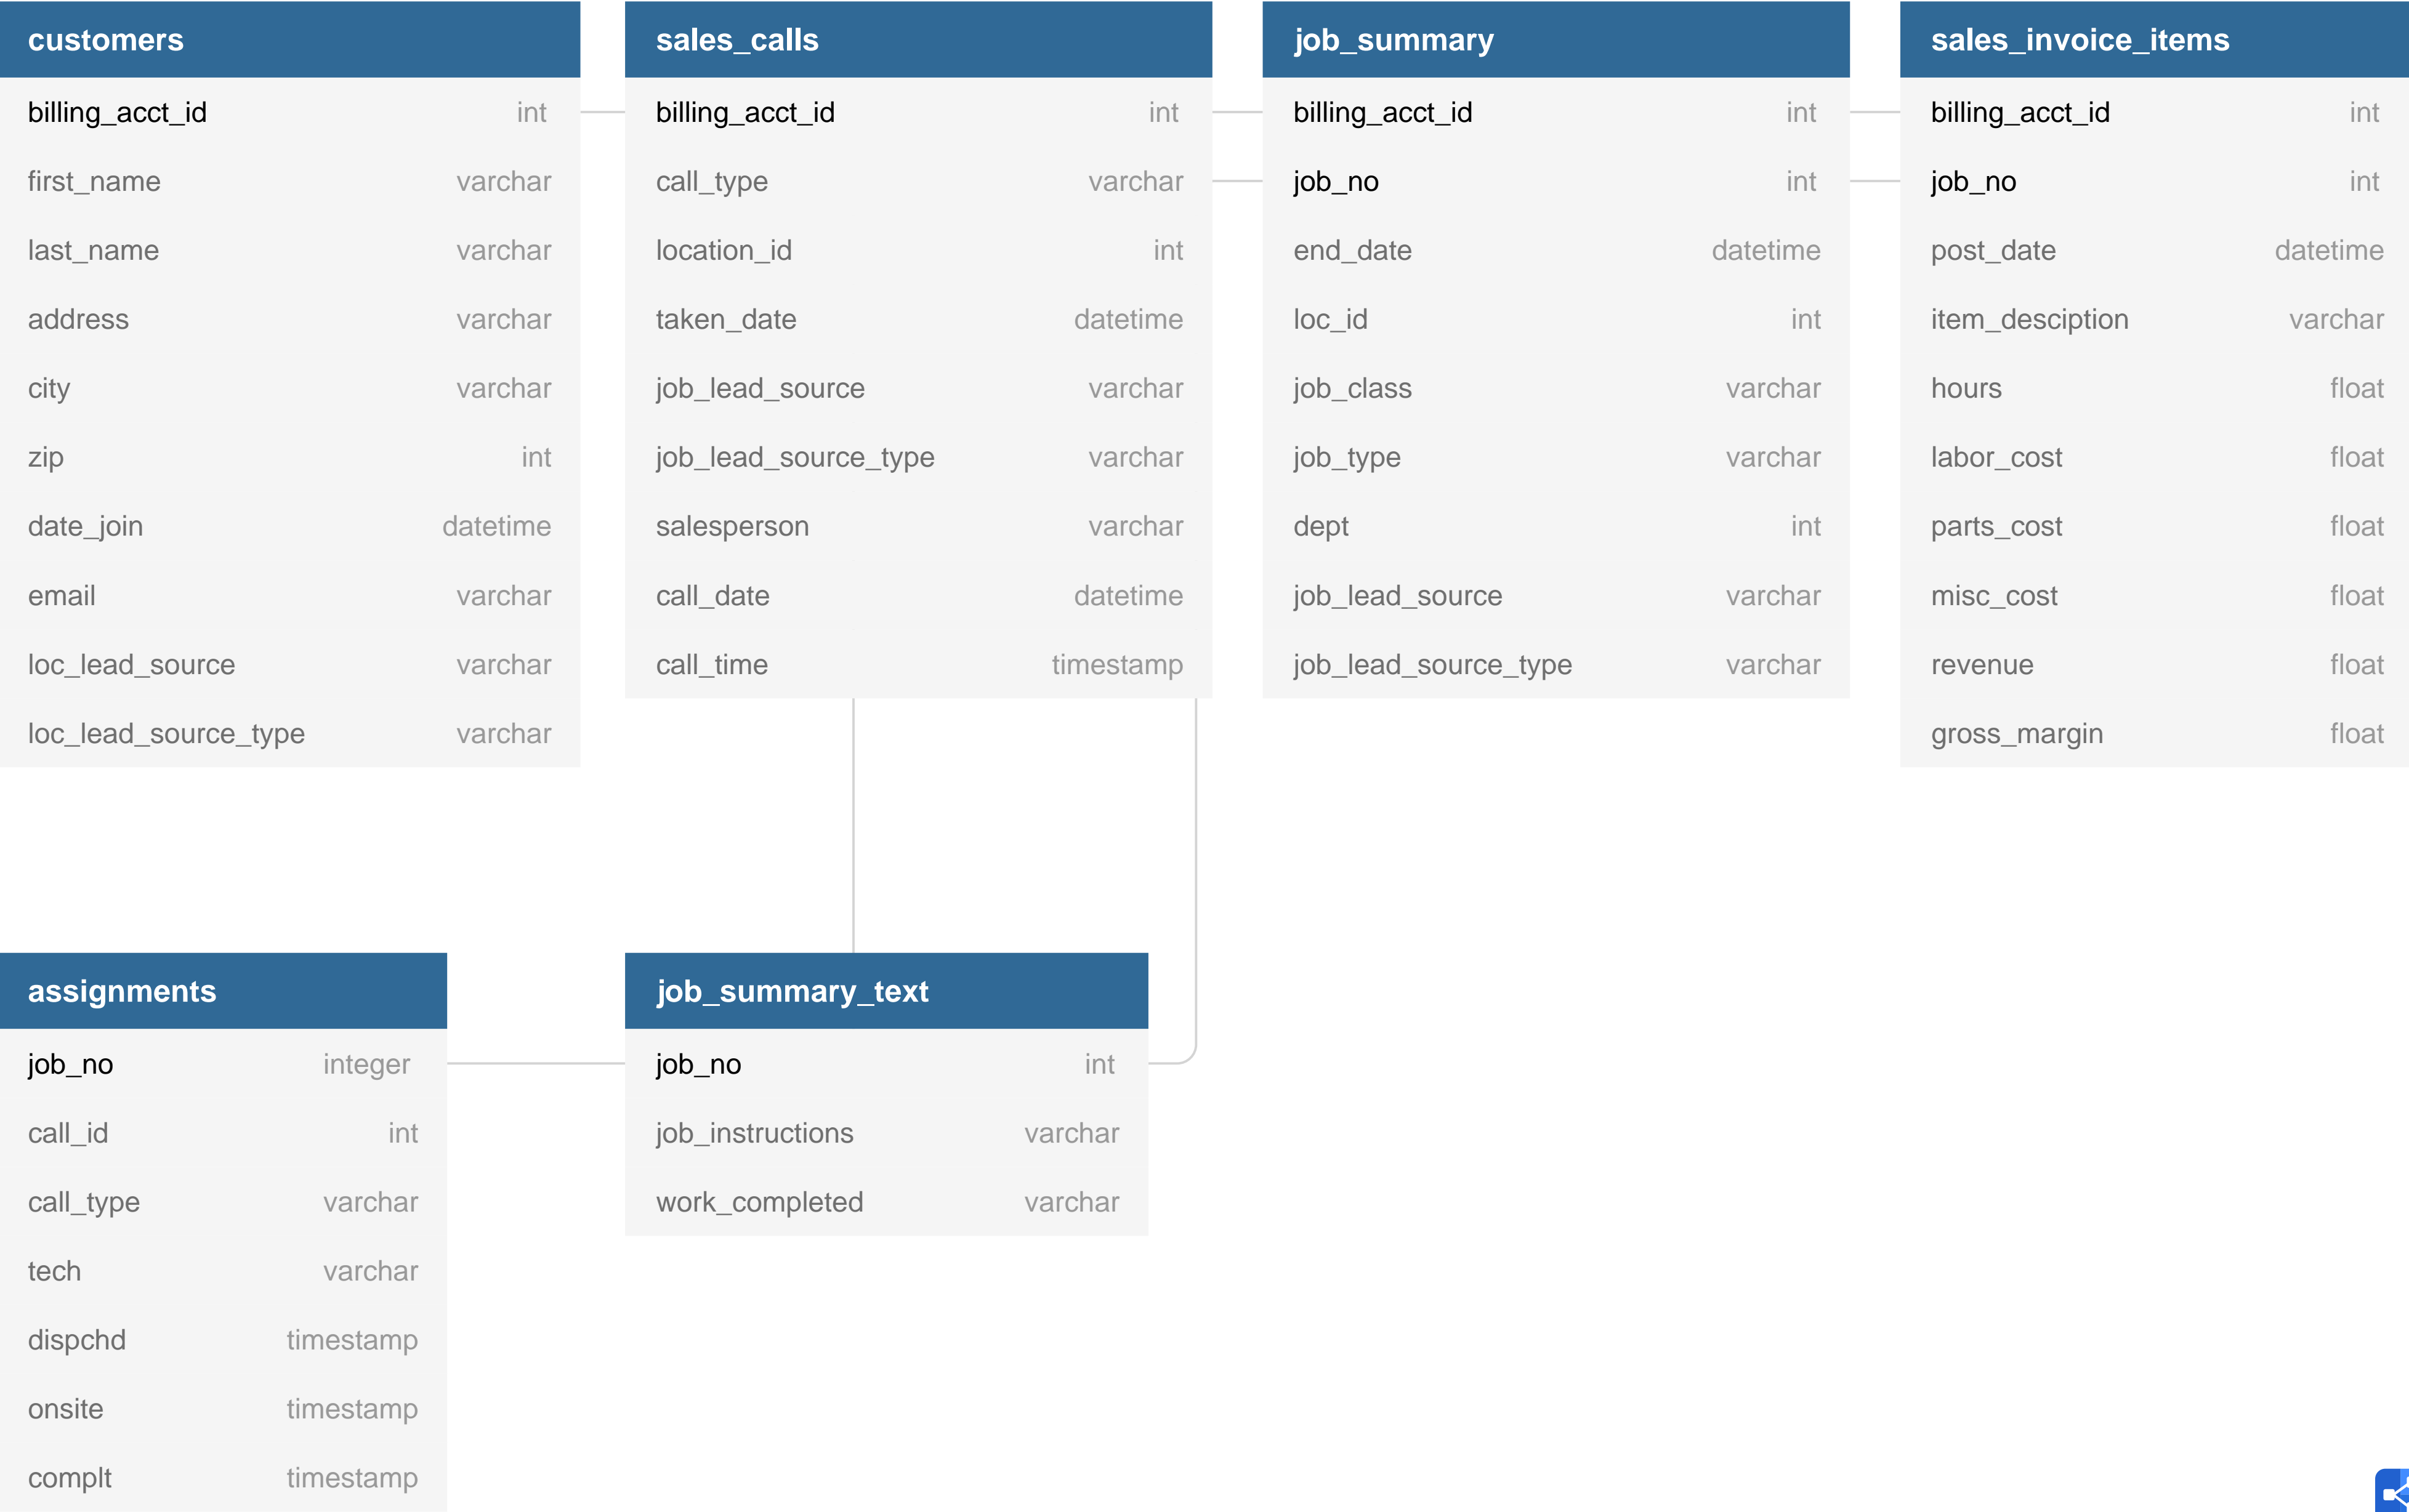 customers
billing_acct_id int
first_name varchar
last_name varchar
address varchar
city varchar
zip int
date_join datetime
email varchar
loc_lead_source varchar
loc_lead_source_type varchar
sales_calls
billing_acct_id int
call_type varchar
location_id int
taken_date datetime
job_lead_source varchar
job_lead_source_type varchar
salesperson varchar
call_date datetime
call_time timestamp
job_summary
billing_acct_id int
job_no int
end_date datetime
loc_id int
job_class varchar
job_type varchar
dept int
job_lead_source varchar
job_lead_source_type varchar
sales_invoice_items
billing_acct_id int
job_no int
post_date datetime
item_desciption varchar
hours float
labor_cost float
parts_cost float
misc_cost float
revenue float
gross_margin float
assignments
job_no integer
call_id int
call_type varchar
tech varchar
dispchd timestamp
onsite timestamp
complt timestamp
job_summary_text
job_no int
job_instructions varchar
work_completed varchar